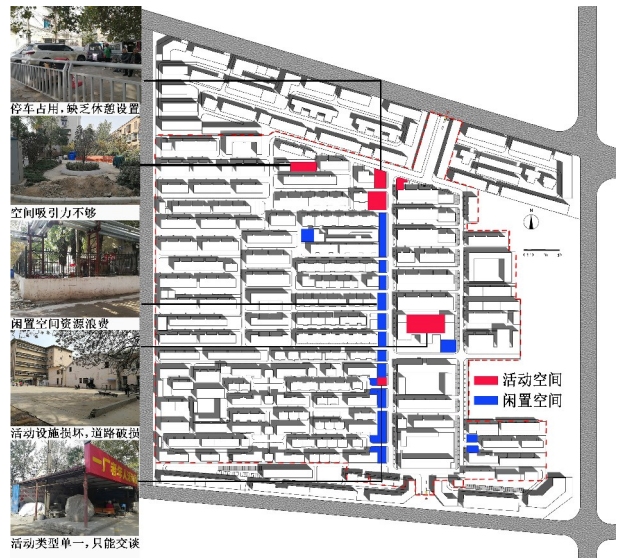 停车占用，缺乏休憩设置
空间吸引力不够
闲置空间资源浪费
活动设施损坏，道路破损
活动类型单一，只能交谈
活动空间
闲置空间